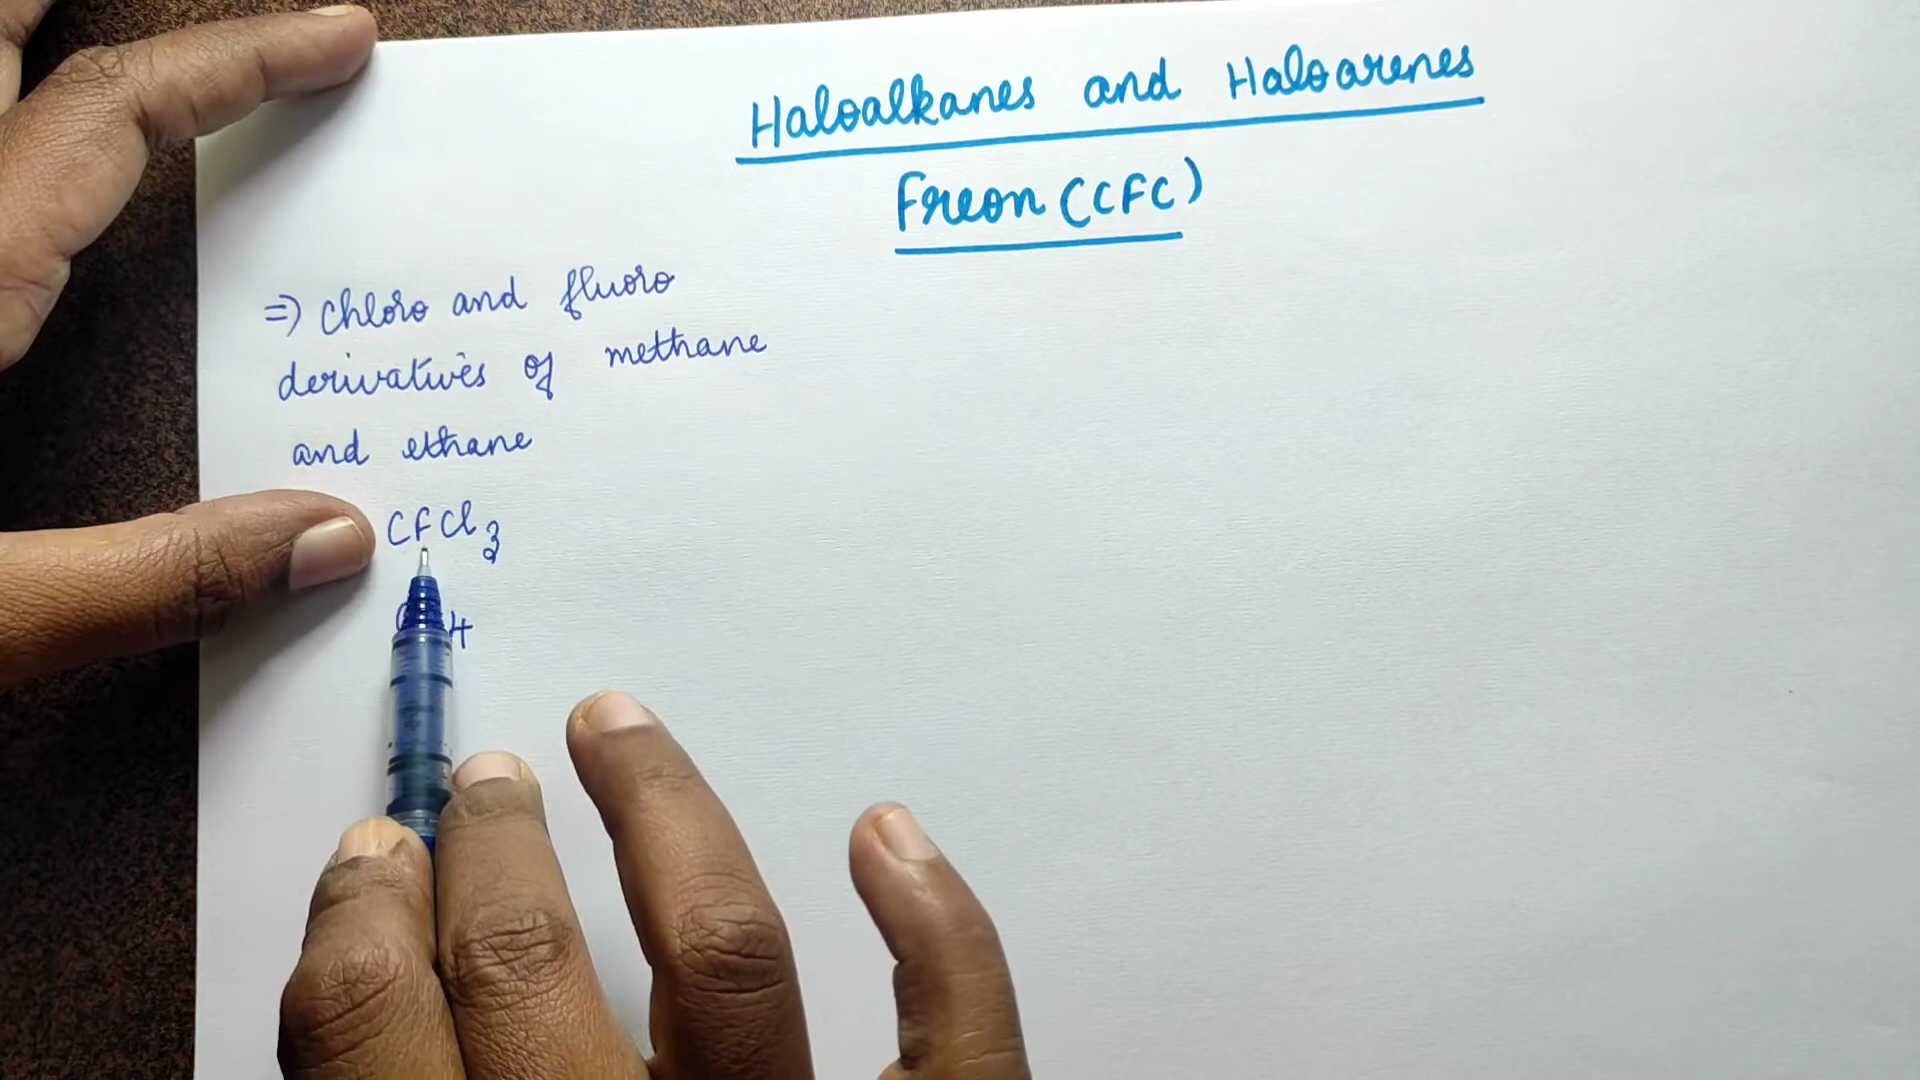 Haloalkanes and Haloarenes
Freon (CFC)
=) chloro and fluoro
derivatives of methane
and ethane
CFCl3